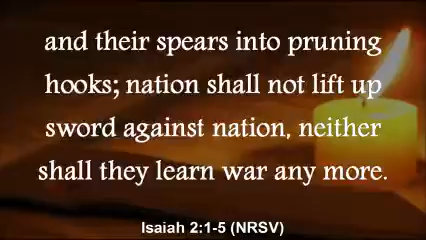 and their spears into pruning
hooks; nation shall not lift up
sword against nation, neither
shall they learn war any more.
Isaiah 2:1-5 (NRSV)